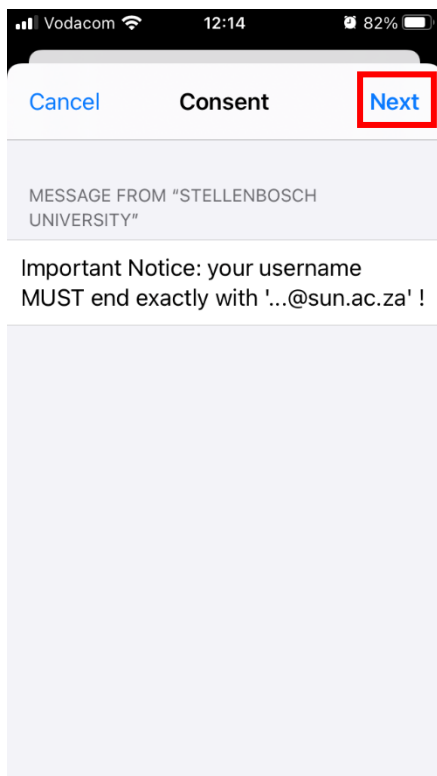 Vodacom 12:14 82%
Cancel Consent Next
MESSAGE FROM "STELLENBOSCH
UNIVERSITY"
Important Notice: your username
MUST end exactly with '...@sun.ac.za' !